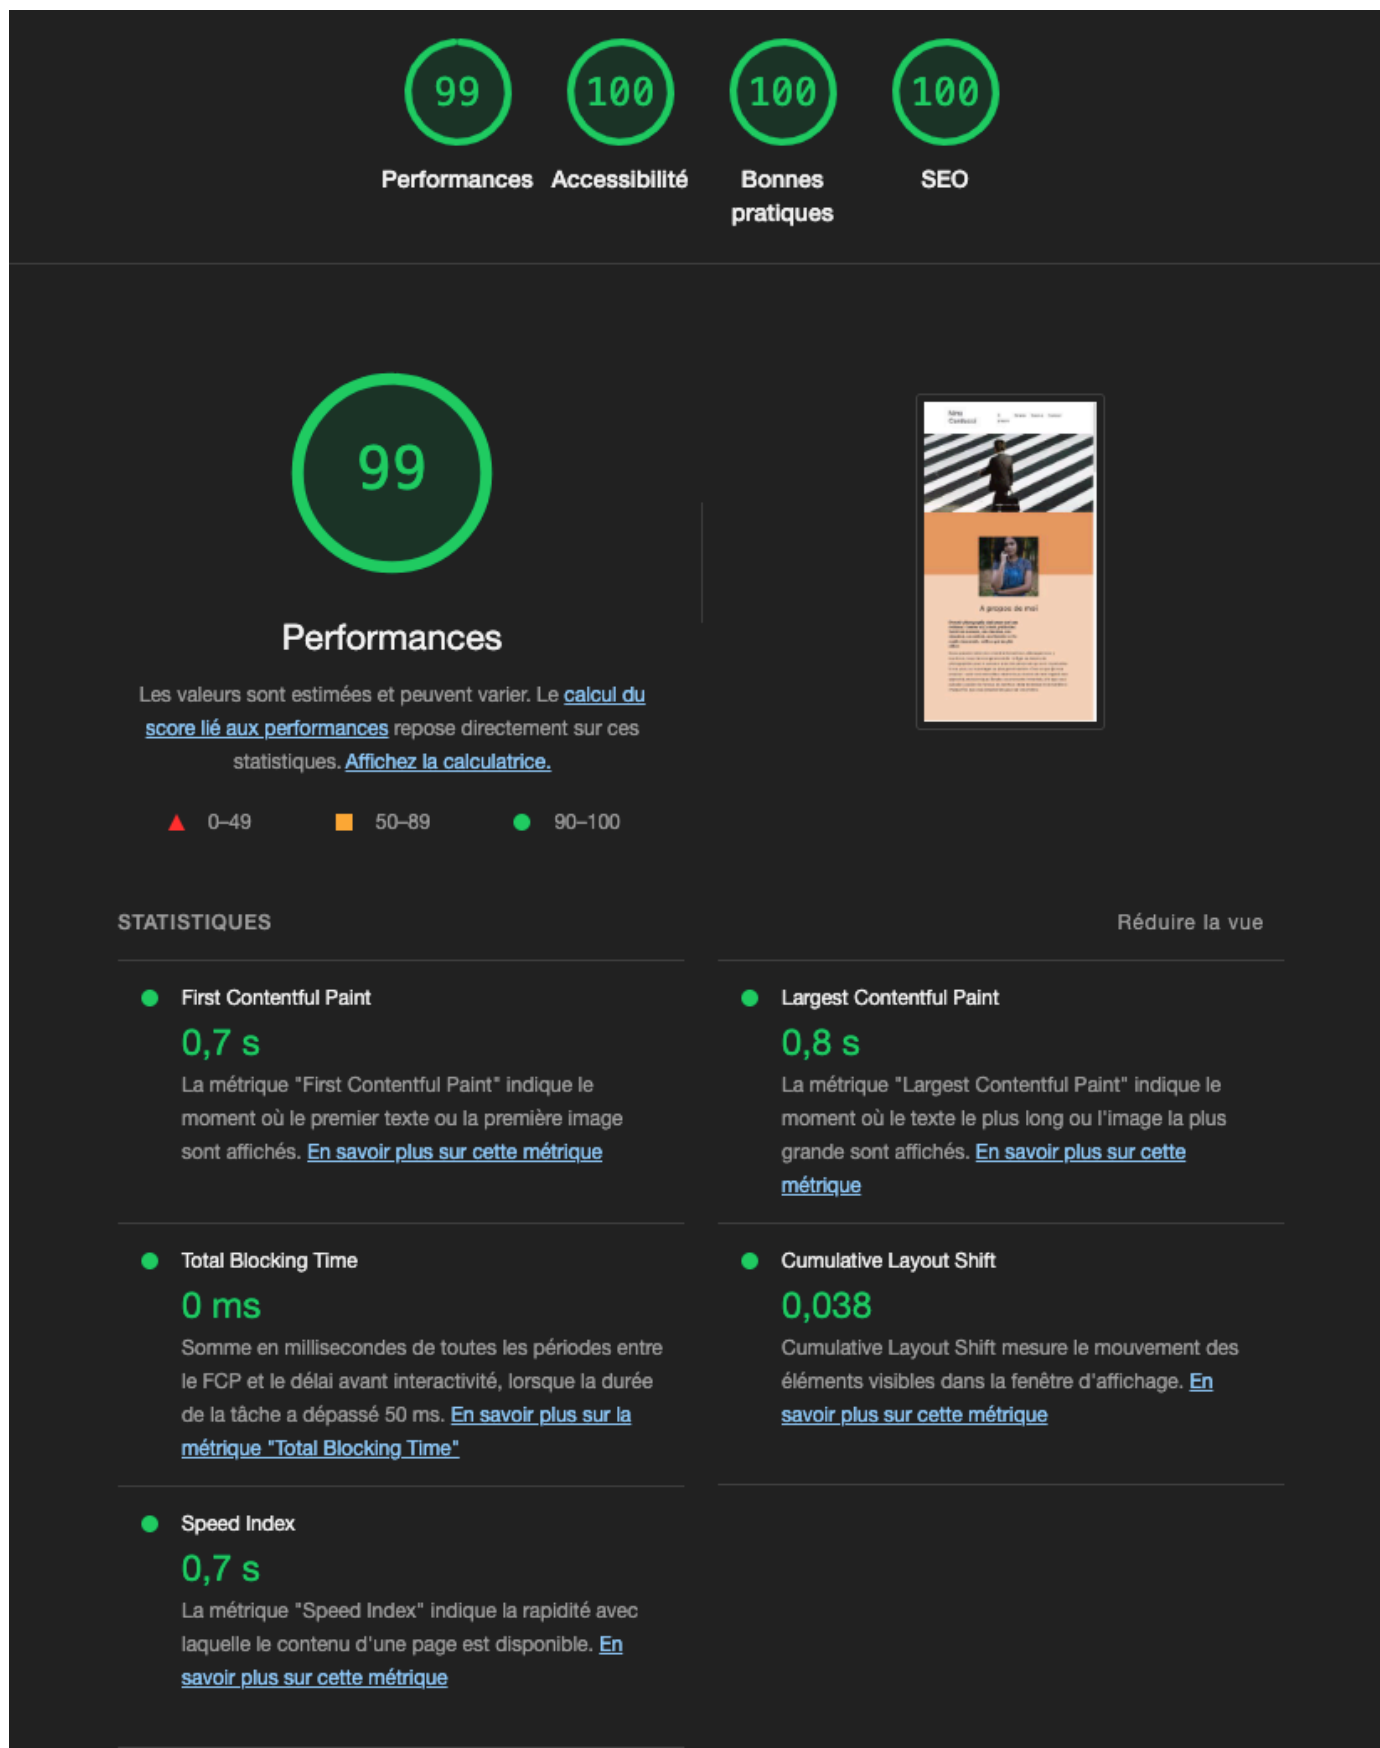 99
100
100
100
Performances
Accessibilité
Bonnes
pratiques
SEO
99
Performances
Les valeurs sont estimées et peuvent varier. Le calcul du
score lié aux performances repose directement sur ces
statistiques. Affichez la calculatrice.
0–49
50–89
90–100
A propos de moi
STATISTIQUES
Réduire la vue
First Contentful Paint
0,7 s
La métrique "First Contentful Paint" indique le
moment où le premier texte ou la première image
sont affichés. En savoir plus sur cette métrique
Largest Contentful Paint
0,8 s
La métrique "Largest Contentful Paint" indique le
moment où le texte le plus long ou l'image la plus
grande sont affichés. En savoir plus sur cette
métrique
Total Blocking Time
0 ms
Somme en millisecondes de toutes les périodes entre
le FCP et le délai avant interactivité, lorsque la durée
de la tâche a dépassé 50 ms. En savoir plus sur la
métrique "Total Blocking Time"
Cumulative Layout Shift
0,038
Cumulative Layout Shift mesure le mouvement des
éléments visibles dans la fenêtre d'affichage. En
savoir plus sur cette métrique
Speed Index
0,7 s
La métrique "Speed Index" indique la rapidité avec
laquelle le contenu d'une page est disponible. En
savoir plus sur cette métrique